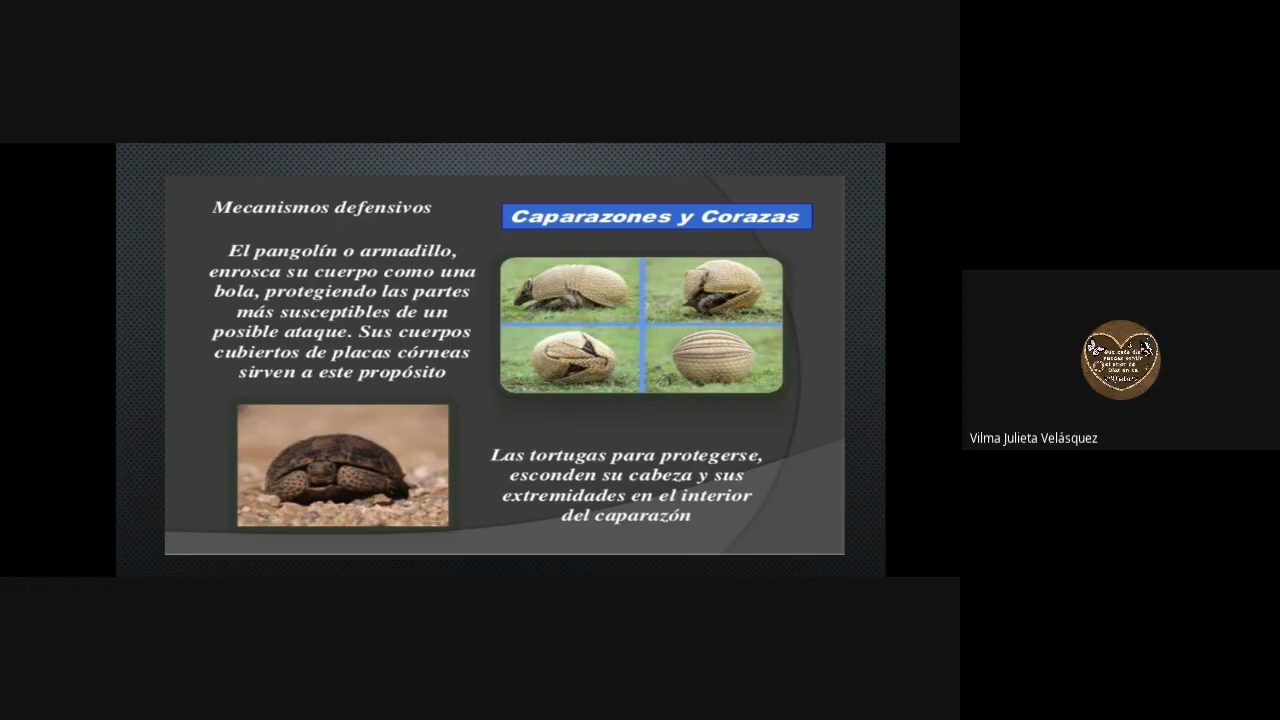 Mecanismos defensivos
Caparazones y Corazas
El pangolín o armadillo,
enrosca su cuerpo como una
bola, protegiendo las partes
más susceptibles de un
posible ataque. Sus cuerpos
cubiertos de placas córneas
sirven a este propósito
Las tortugas para protegerse,
esconden su cabeza y sus
extremidades en el interior
del caparazón
Vilma Julieta Velásquez